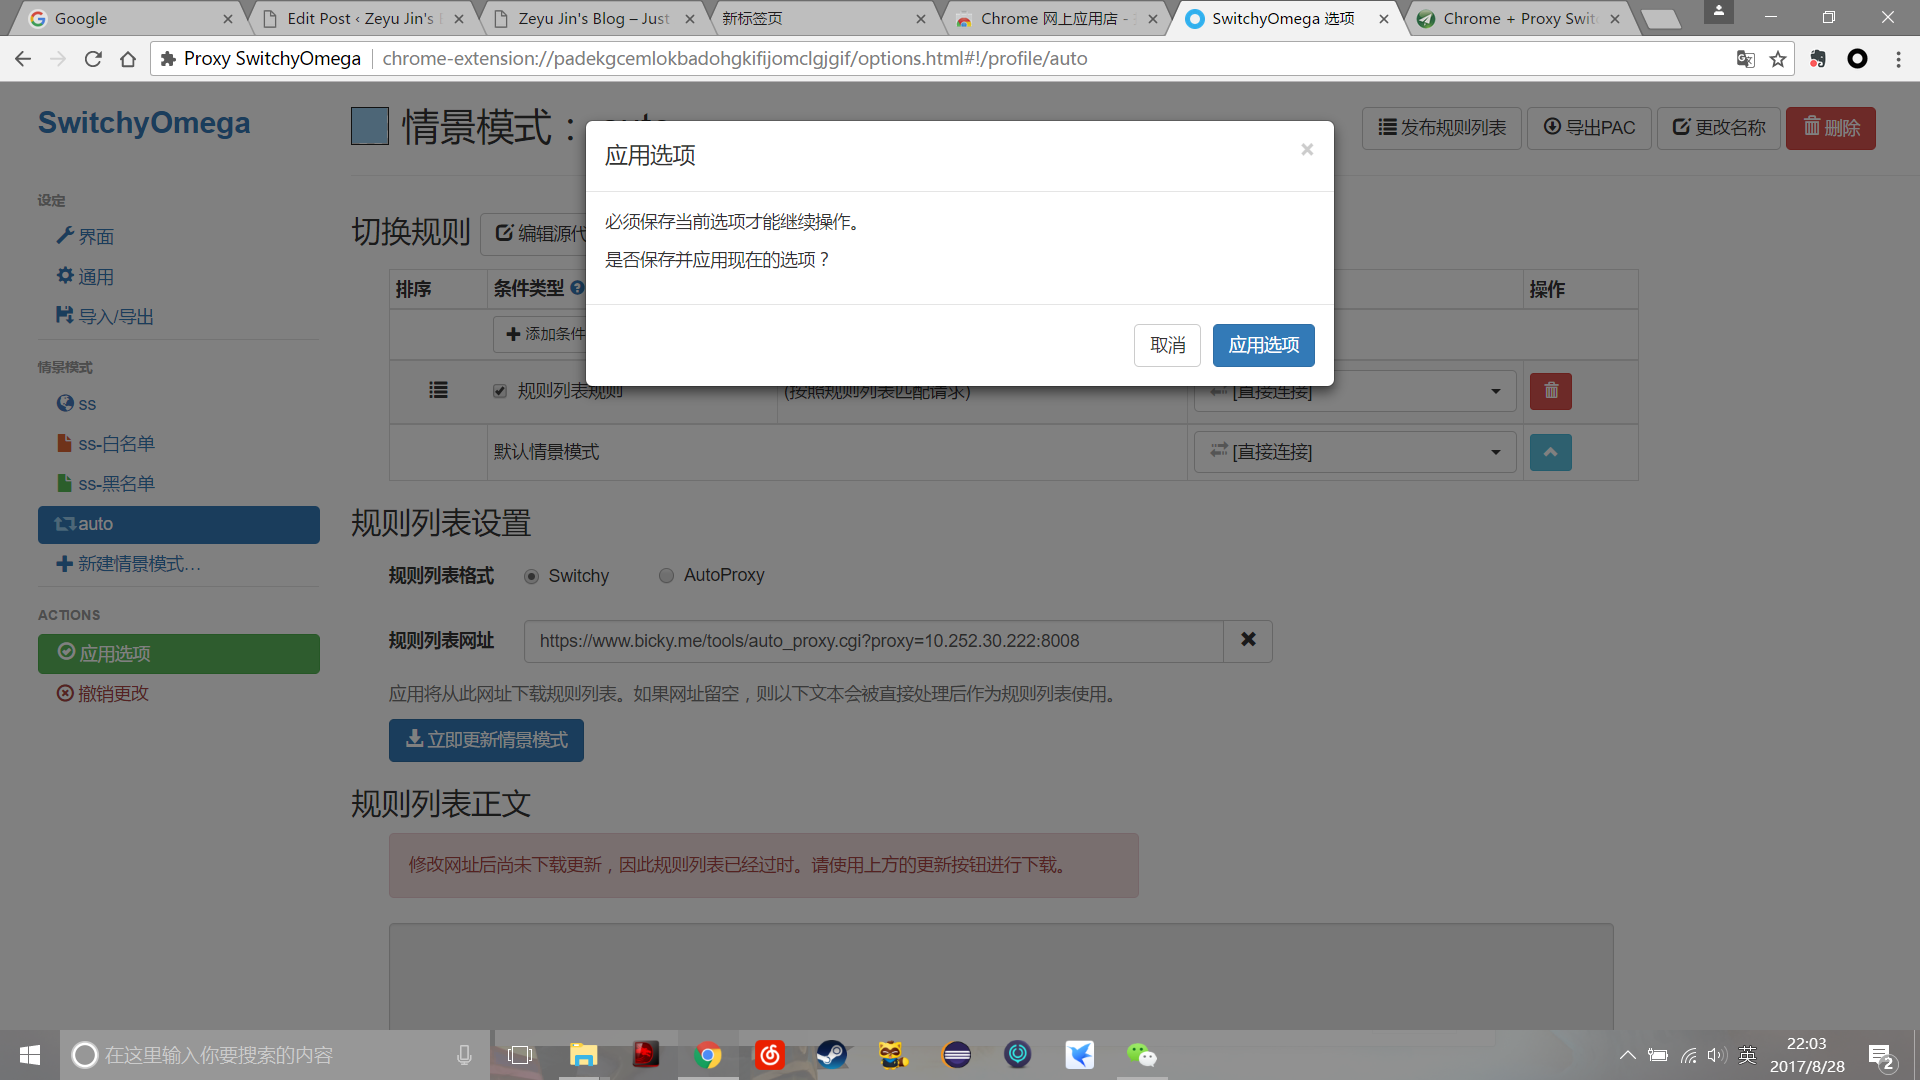 Google
Edit Post ‹ Zeyu Jin's
Zeyu Jin's Blog – Just
新标签页
Chrome 网上应用店 -
SwitchyOmega 选项
Chrome + Proxy Swit
Proxy SwitchyOmega
chrome-extension://padekgcemlokbadohgkifijomclgjgif/options.html#!/profile/auto
SwitchyOmega
设定
界面
通用
导入/导出
情景模式
ss
ss-白名单
ss-黑名单
auto
新建情景模式…
ACTIONS
应用选项
撤销更改
情景模式：auto
发布规则列表
导出PAC
更改名称
删除
应用选项
×
必须保存当前选项才能继续操作。
是否保存并应用现在的选项？
取消
应用选项
切换规则
编辑源代
排序
条件类型
操作
添加条件
规则列表规则
(按照规则列表匹配请求)
[直接连接]
默认情景模式
[直接连接]
规则列表设置
规则列表格式
Switchy
AutoProxy
规则列表网址
https://www.bicky.me/tools/auto_proxy.cgi?proxy=10.252.30.222:8008
应用将从此网址下载规则列表。如果网址留空，则以下文本会被直接处理后作为规则列表使用。
立即更新情景模式
规则列表正文
修改网址后尚未下载更新，因此规则列表已经过时。请使用上方的更新按钮进行下载。
在这里输入你要搜索的内容
英
22:03
2017/8/28
2